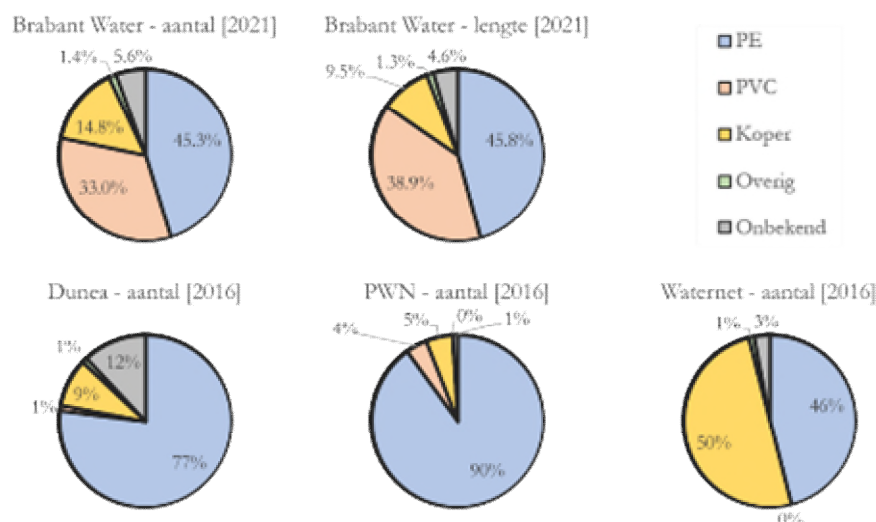 Brabant Water - aantal [2021]
1.4%
5.6%
14.8%
45.3%
33.0%
Brabant Water - lengte [2021]
9.5%
1.3%
4.6%
45.8%
38.9%
PE
PVC
Koper
Overig
Onbekend
Dunea - aantal [2016]
1%
12%
9%
1%
77%
PWN - aantal [2016]
4%
5%
0%
1%
90%
Waternet - aantal [2016]
1%
3%
46%
50%
0%